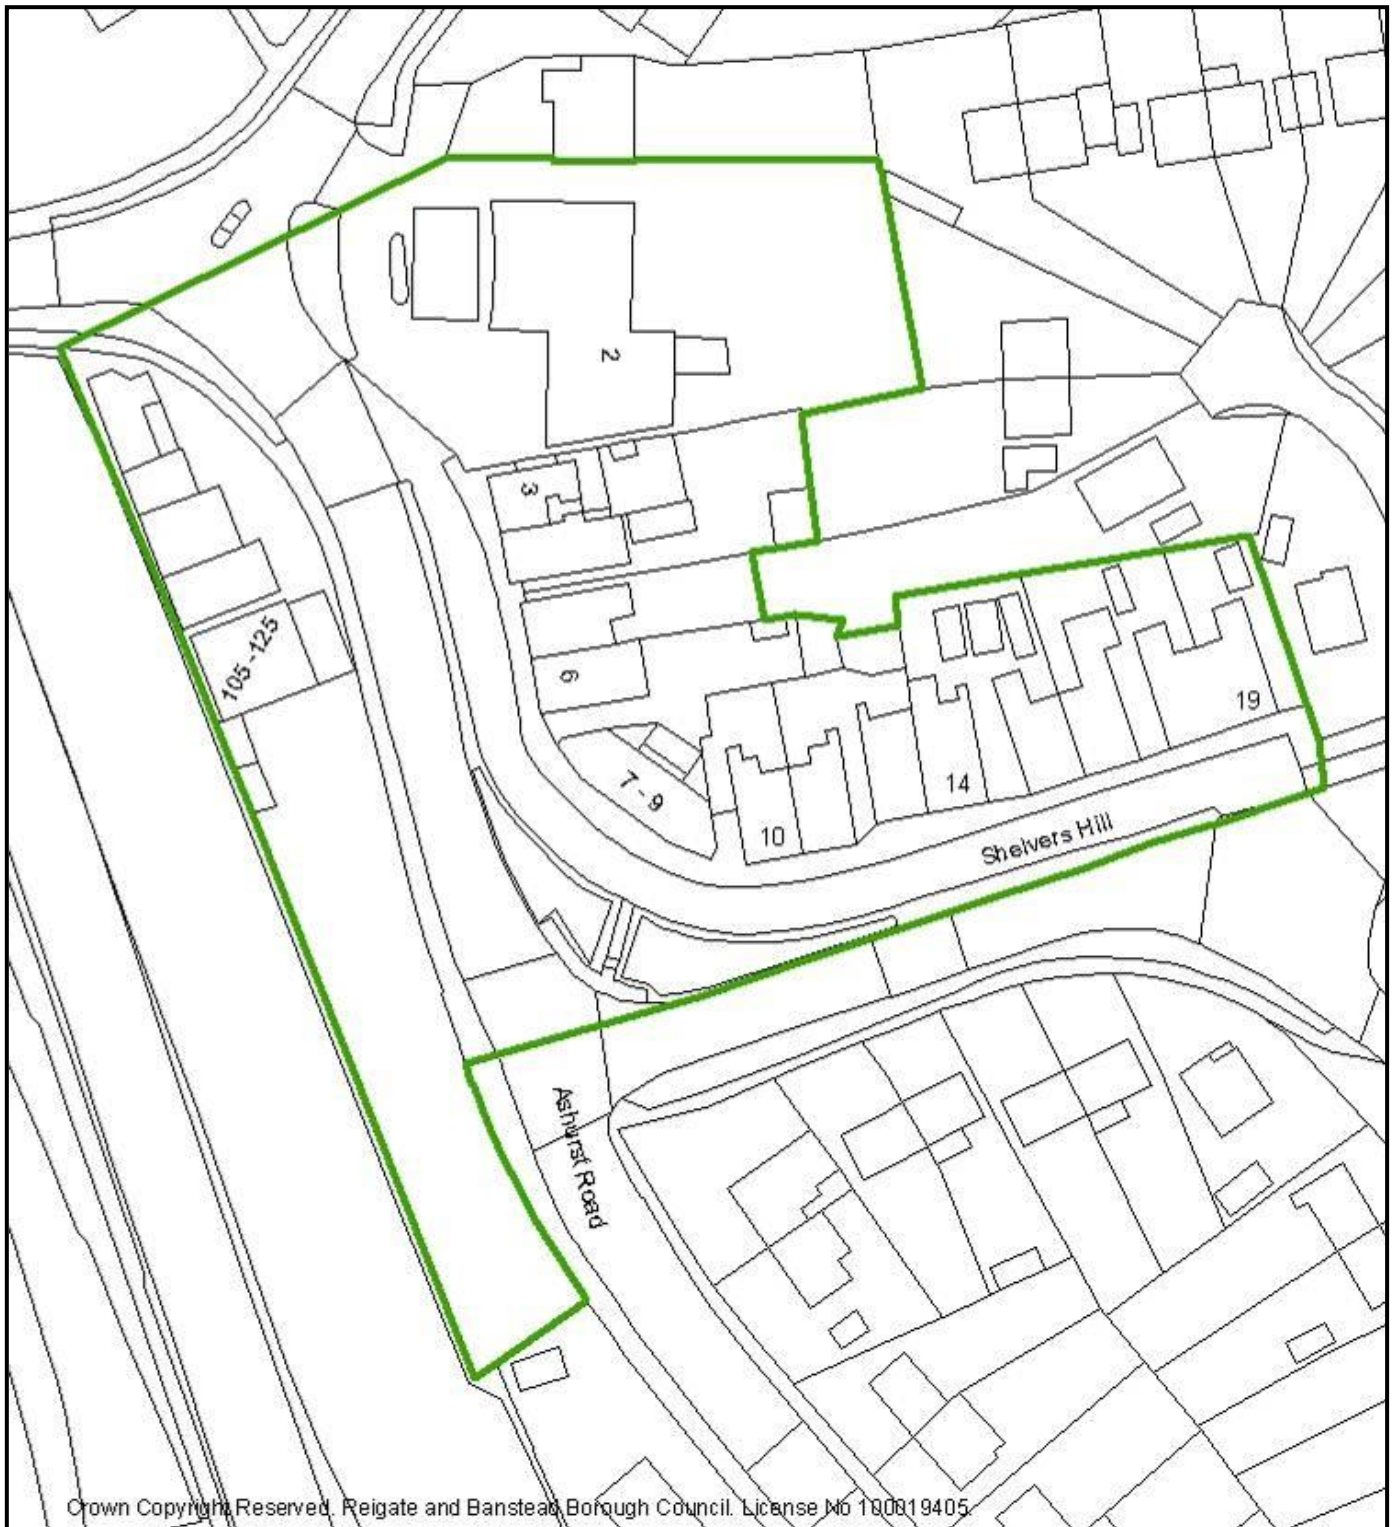 2
3
105 - 125
6
19
14
7 - 9
10
Shelvers Hill
Ashurst Road
Crown Copyright Reserved. Reigate and Banstead Borough Council. License No 100019405.